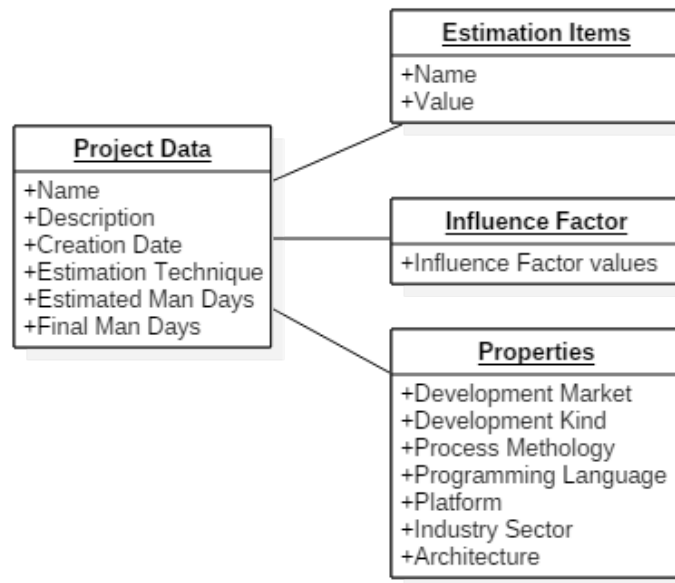 Estimation Items
+Name
+Value
Project Data
+Name
+Description
+Creation Date
+Estimation Technique
+Estimated Man Days
+Final Man Days
Influence Factor
+Influence Factor values
Properties
+Development Market
+Development Kind
+Process Methology
+Programming Language
+Platform
+Industry Sector
+Architecture